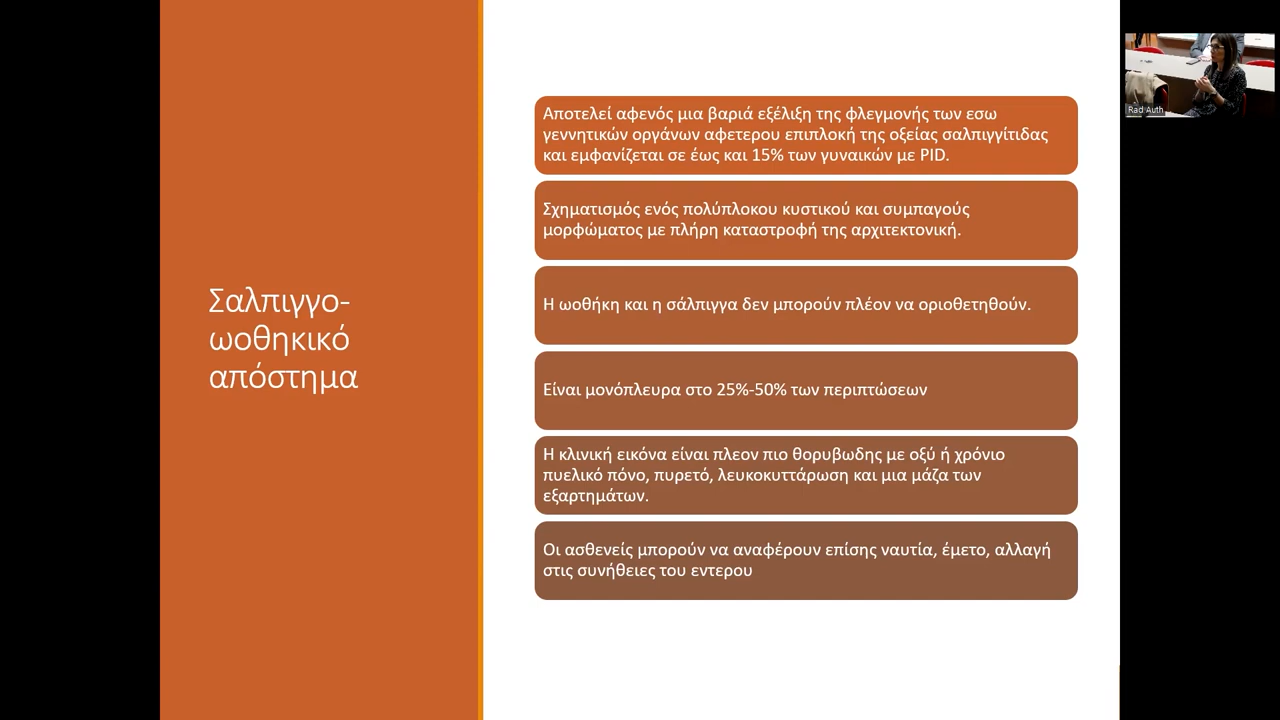 Σαλπιγγο-
ωοθηκικό
απόστημα
Αποτελεί αφενός μια βαριά εξέλιξη της φλεγμονής των εσω
γεννητικών οργάνων αφετερου επιπλοκή της οξείας σαλπιγγίτιδας
και εμφανίζεται σε έως και 15% των γυναικών με PID.
Σχηματισμός ενός πολύπλοκου κυστικού και συμπαγούς
μορφώματος με πλήρη καταστροφή της αρχιτεκτονική.
Η ωοθήκη και η σάλπιγγα δεν μπορούν πλέον να οριοθετηθούν.
Είναι μονόπλευρα στο 25%-50% των περιπτώσεων
Η κλινική εικόνα είναι πλεον πιο θορυβωδης με οξύ ή χρόνιο
πυελικό πόνο, πυρετό, λευκοκυττάρωση και μια μάζα των
εξαρτημάτων.
Οι ασθενείς μπορούν να αναφέρουν επίσης ναυτία, έμετο, αλλαγή
στις συνήθειες του εντερου
Rad Auth